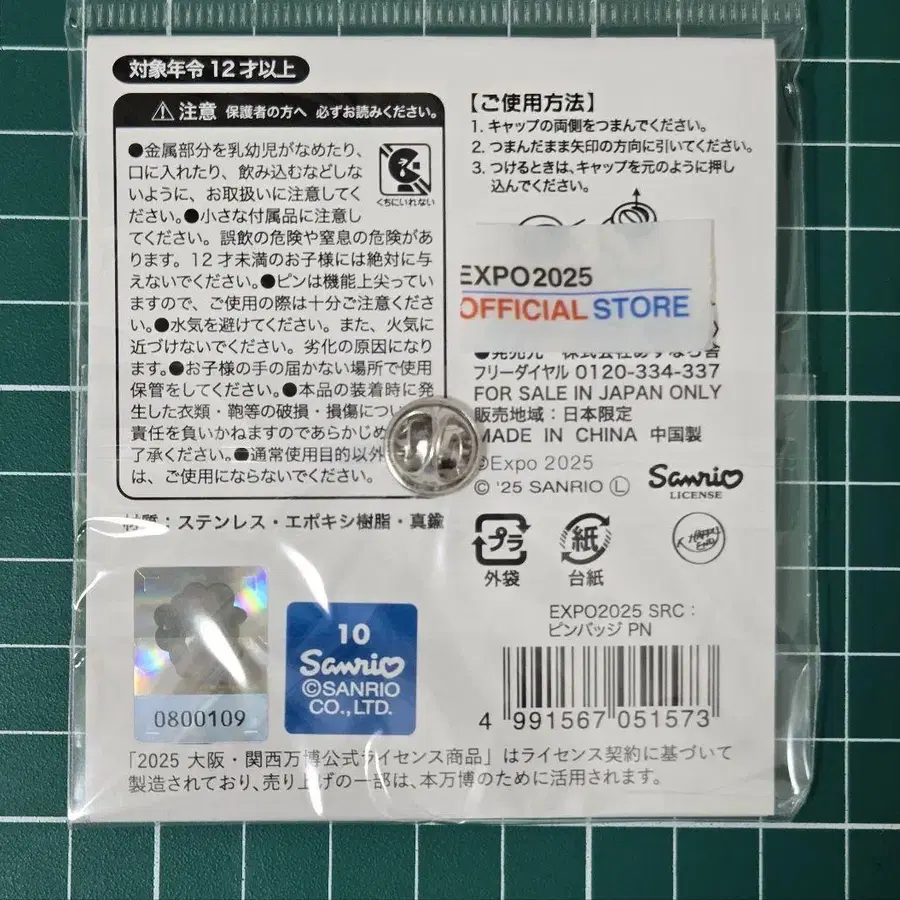 対象年令12才以上
注意 保護者の方へ 必ずお読みください。
●金属部分を乳幼児がなめたり、
口に入れたり、飲み込むなどしな
いように、お取扱いに注意してく
ださい。●小さな付属品に注意し
てください。誤飲の危険や窒息の危険があ
ります。12才未満のお子様には絶対に与
えないでください。●ピンは機能上尖ってい
ますので、ご使用の際は十分ご注意くださ
い。●水気を避けてください。また、火気に
近づけないでください。劣化の原因になりま
す。●お子様の手の届かない場所で使用
保管をしてください。●本品の装着時に発
生した衣類・鞄等の破損・損傷につい
責任を負いかねますのであらかじめ
了承ください。●通常使用目的以外
は、ご使用にならないでください。
くちにいれない
材質：ステンレス・エポキシ樹脂・真鍮
【ご使用方法】
1. キャップの両側をつまんでください。
2. つまんだまま矢印の方向に引いてください。
3. つけるときは、キャップを元のように押し
込んでください。
EXPO2025
OFFICIAL STORE
フリーダイヤル 0120-334-337
FOR SALE IN JAPAN ONLY
販売地域：日本限定
MADE IN CHINA 中国製
©Expo 2025
© '25 SANRIO Ⓛ
Sanrio
LICENSE
プラ
外袋
紙
台紙
HAPPY
END
EXPO2025 SRC：
ピンバッジ PN
4 991567 051573
0800109
10
Sanrio
©SANRIO
CO.,LTD.
「2025 大阪・関西万博公式ライセンス商品」はライセンス契約に基づいて
製造されており、売り上げの一部は、本万博のために活用されます。